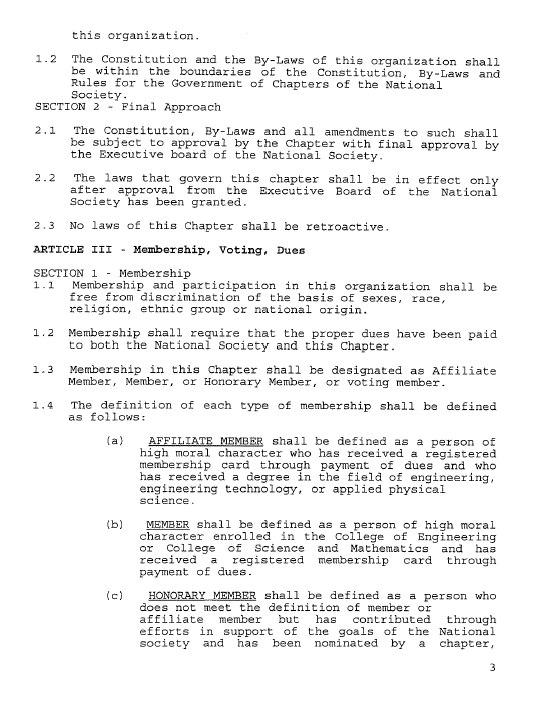 this organization.
1.2 The Constitution and the By-Laws of this organization shall
be within the boundaries of the Constitution, By-Laws and
Rules for the Government of Chapters of the National
Society.
SECTION 2 - Final Approach
2.1 The Constitution, By-Laws and all amendments to such shall
be subject to approval by the Chapter with final approval by
the Executive board of the National Society.
2.2 The laws that govern this chapter shall be in effect only
after approval from the Executive Board of the National
Society has been granted.
2.3 No laws of this Chapter shall be retroactive.
ARTICLE III - Membership, Voting, Dues
SECTION 1 - Membership
1.1 Membership and participation in this organization shall be
free from discrimination of the basis of sexes, race,
religion, ethnic group or national origin.
1.2 Membership shall require that the proper dues have been paid
to both the National Society and this Chapter.
1.3 Membership in this Chapter shall be designated as Affiliate
Member, Member, or Honorary Member, or voting member.
1.4 The definition of each type of membership shall be defined
as follows:
(a) AFFILIATE MEMBER shall be defined as a person of
high moral character who has received a registered
membership card through payment of dues and who
has received a degree in the field of engineering,
engineering technology, or applied physical
science.
(b) MEMBER shall be defined as a person of high moral
character enrolled in the College of Engineering
or College of Science and Mathematics and has
received a registered membership card through
payment of dues.
(c) HONORARY MEMBER shall be defined as a person who
does not meet the definition of member or
affiliate member but has contributed through
efforts in support of the goals of the National
society and has been nominated by a chapter,
3